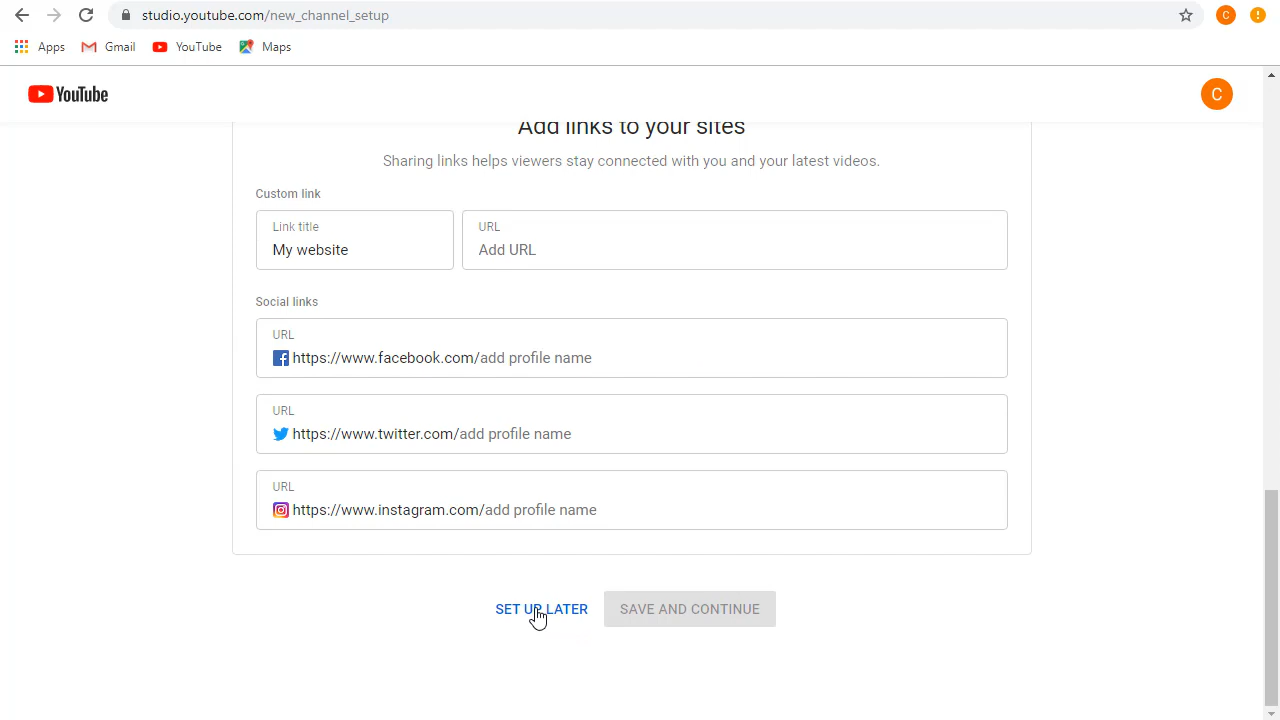 studio.youtube.com/new_channel_setup
C
Apps
Gmail
YouTube
Maps
YouTube
C
Add links to your sites
Sharing links helps viewers stay connected with you and your latest videos.
Custom link
Link title
URL
My website
Add URL
Social links
URL
https://www.facebook.com/add profile name
URL
https://www.twitter.com/add profile name
URL
https://www.instagram.com/add profile name
SET UP LATER
SAVE AND CONTINUE